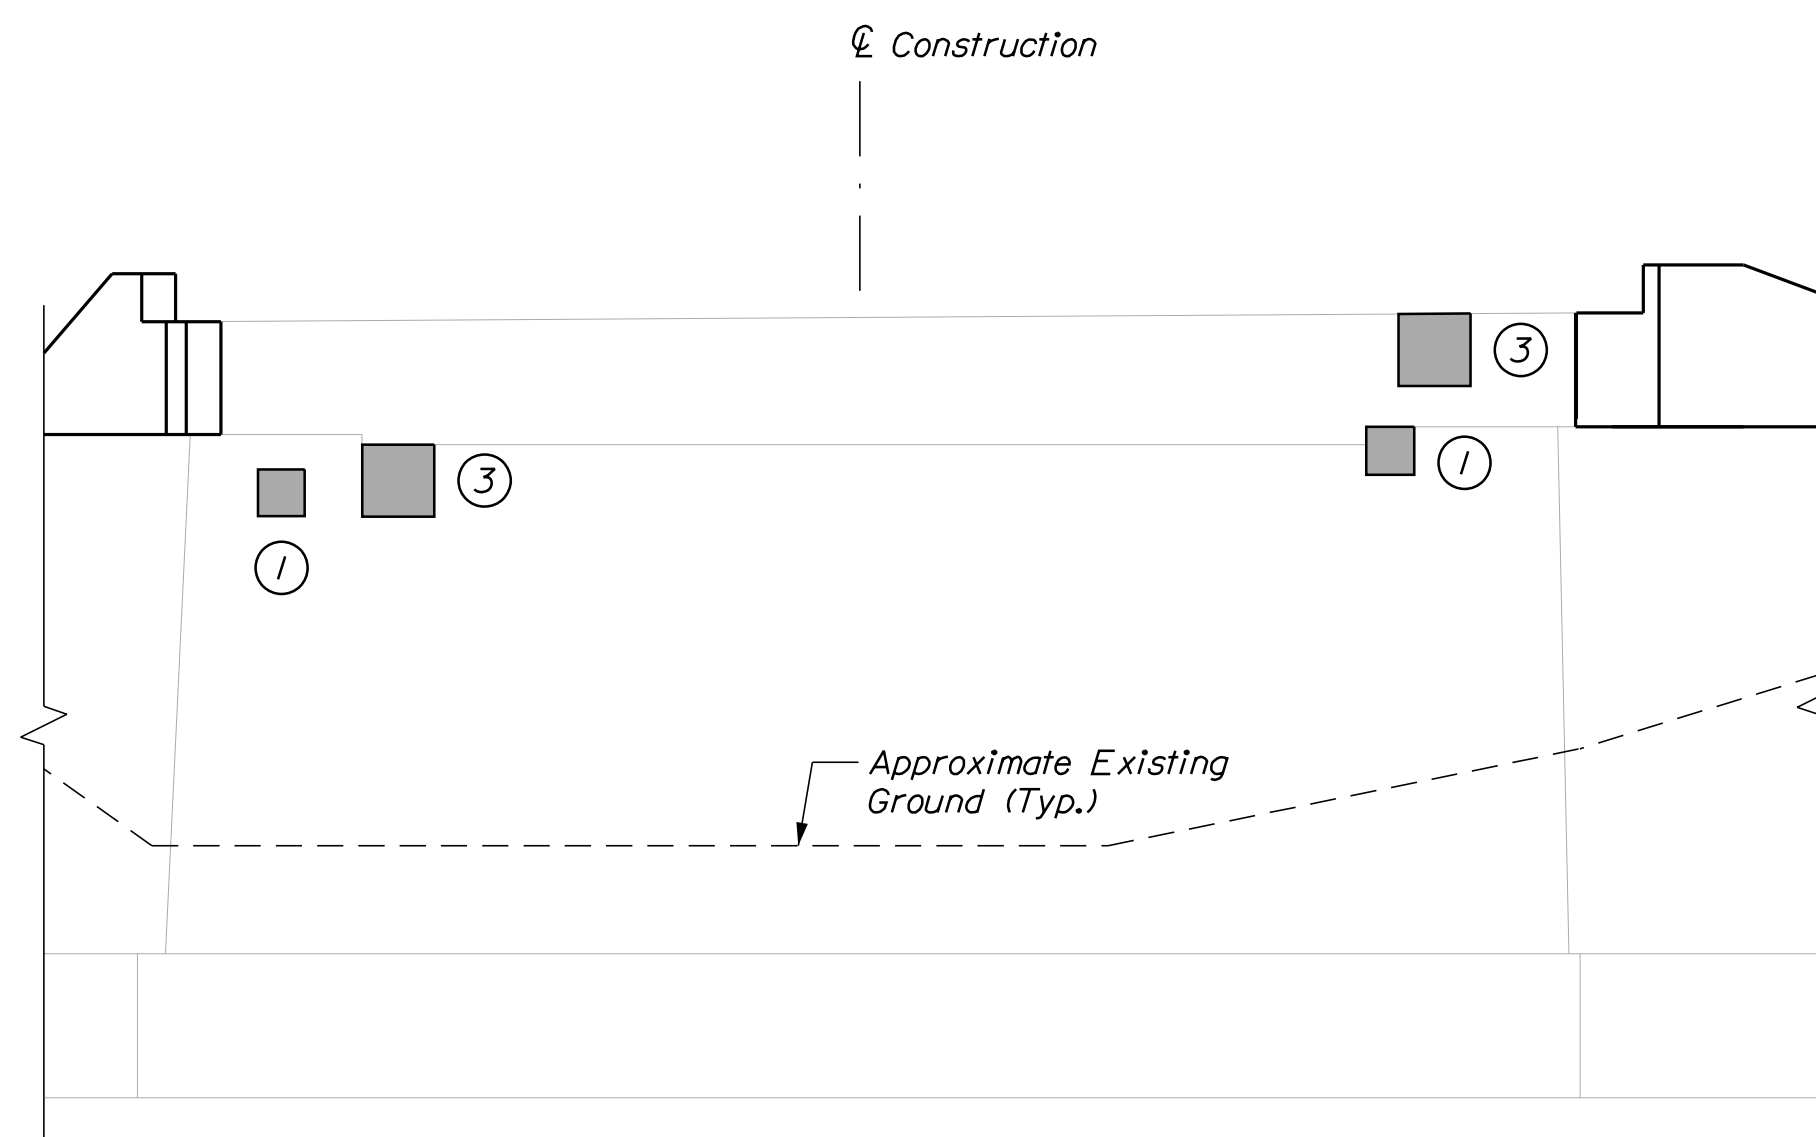 ℄ Construction
3
1
3
1
Approximate Existing
Ground (Typ.)